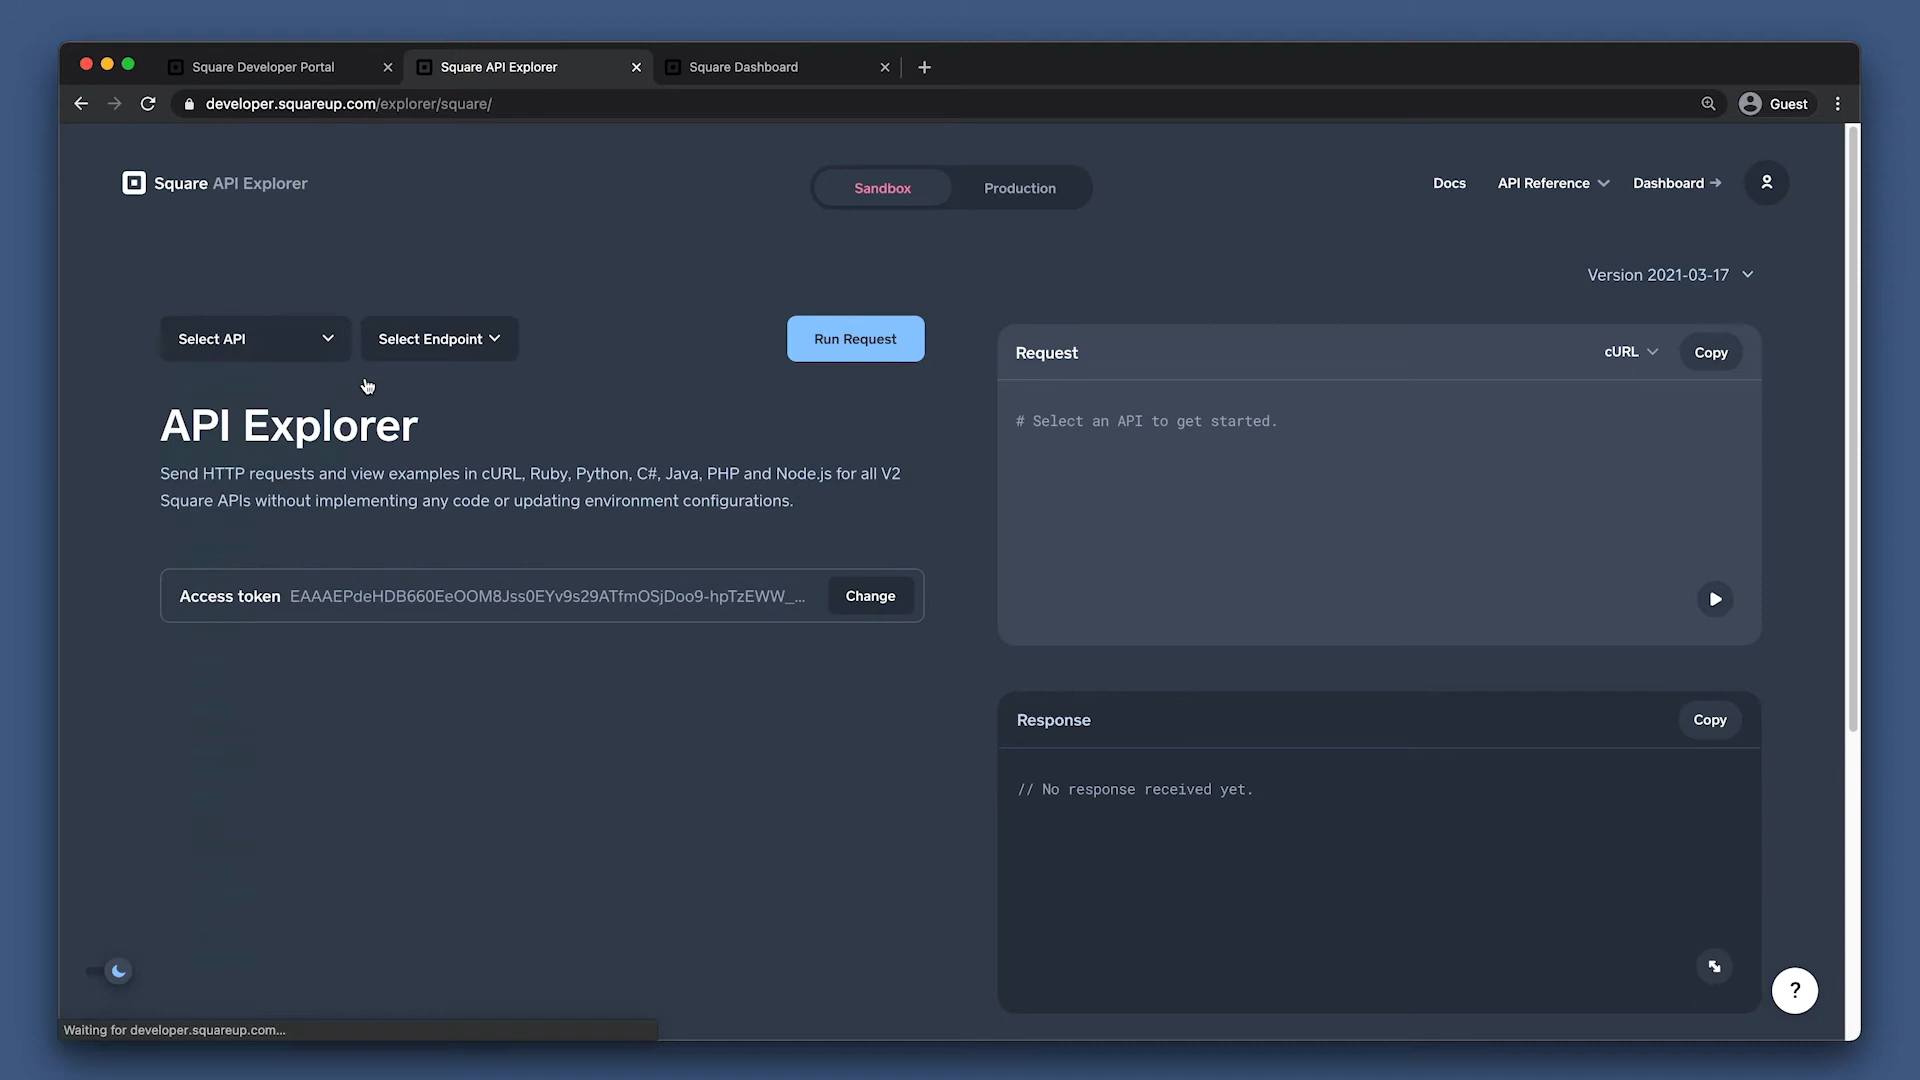 Square Developer Portal
Square API Explorer
Square Dashboard
developer.squareup.com/explorer/square/
Guest
Square API Explorer
Sandbox
Production
Docs
API Reference
Dashboard →
Version 2021-03-17
Select API
Select Endpoint
Run Request
API Explorer
Send HTTP requests and view examples in cURL, Ruby, Python, C#, Java, PHP and Node.js for all V2
Square APIs without implementing any code or updating environment configurations.
Access token EAAAEPdeHDB660EeOOM8Jss0EYv9s29ATfmOSjDoo9-hpTzEWW_...
Change
Request
cURL
Copy
# Select an API to get started.
Response
Copy
// No response received yet.
?
Waiting for developer.squareup.com...